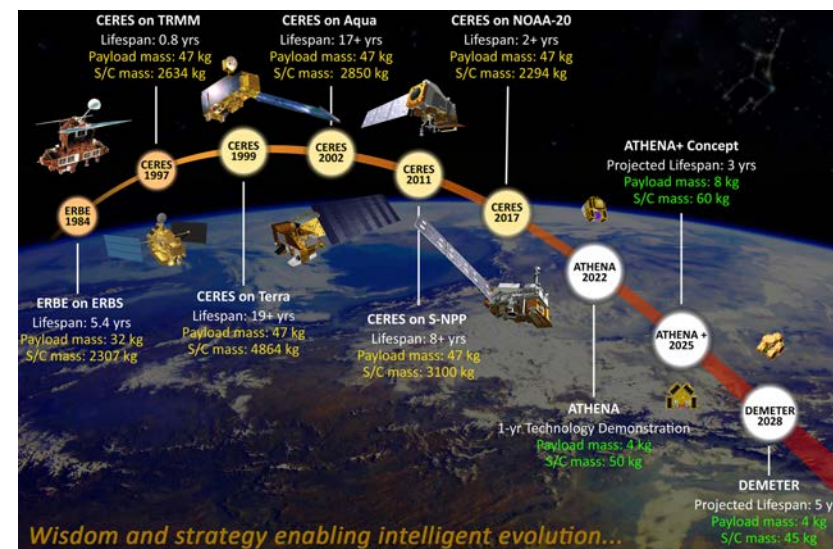 CERES on TRMM
Lifespan: 0.8 yrs
Payload mass: 47 kg
S/C mass: 2634 kg
CERES on Aqua
Lifespan: 17+ yrs
Payload mass: 47 kg
S/C mass: 2850 kg
CERES on NOAA-20
Lifespan: 2+ yrs
Payload mass: 47 kg
S/C mass: 2294 kg
ATHENA+ Concept
Projected Lifespan: 3 yrs
Payload mass: 8 kg
S/C mass: 60 kg
ERBE
1984
CERES
1997
CERES
1999
CERES
2002
CERES
2011
CERES
2017
ATHENA
2022
ATHENA +
2025
DEMETER
2028
ERBE on ERBS
Lifespan: 5.4 yrs
Payload mass: 32 kg
S/C mass: 2307 kg
CERES on Terra
Lifespan: 19+ yrs
Payload mass: 47 kg
S/C mass: 4864 kg
CERES on S-NPP
Lifespan: 8+ yrs
Payload mass: 47 kg
S/C mass: 3100 kg
ATHENA
1-yr Technology Demonstration
Payload mass: 4 kg
S/C mass: 50 kg
DEMETER
Projected Lifespan: 5 y
Payload mass: 4 kg
S/C mass: 45 kg
Wisdom and strategy enabling intelligent evolution...